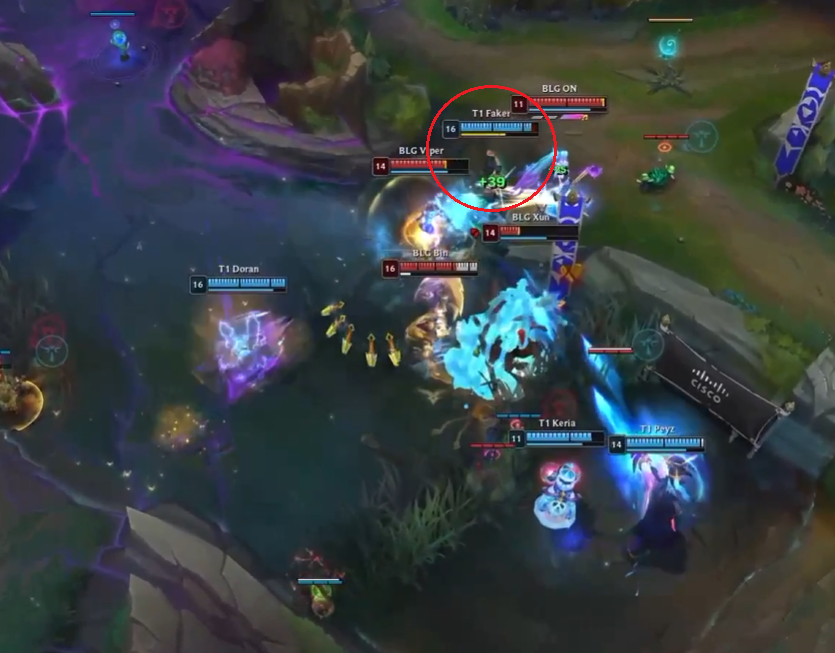 BLG ON
11
T1 Faker
16
BLG Viper
14
+39
BLG Xun
14
BLG Bin
16
T1 Doran
16
CISCO
T1 Keria
11
T1 Peyz
14